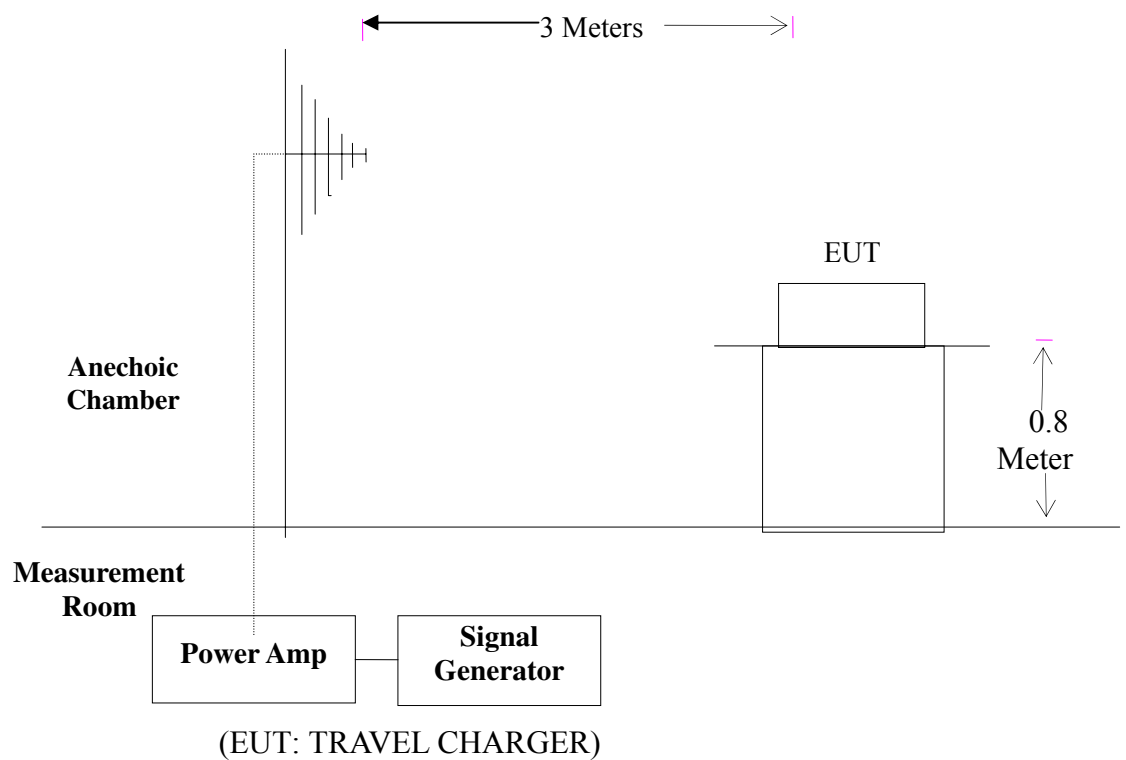 3 Meters
EUT
Anechoic
Chamber
0.8
Meter
Measurement
Room
Power Amp
Signal
Generator
(EUT: TRAVEL CHARGER)